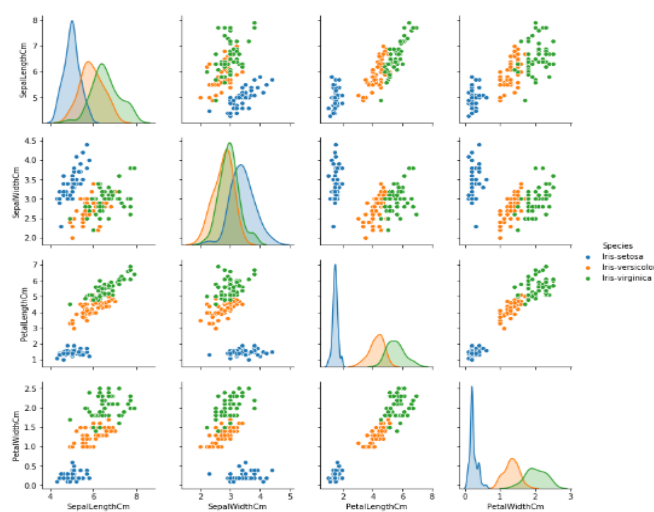 SepalLengthCm
8
7
6
5
SepalWidthCm
4.5
4.0
3.5
3.0
2.5
2.0
Species
Iris-setosa
Iris-versicolor
Iris-virginica
PetalLengthCm
7
6
5
4
3
2
1
PetalWidthCm
2.5
2.0
1.5
1.0
0.5
0.0
4 6 8 2 3 4 5 2 4 6 8 0 1 2 3
SepalLengthCm SepalWidthCm PetalLengthCm PetalWidthCm